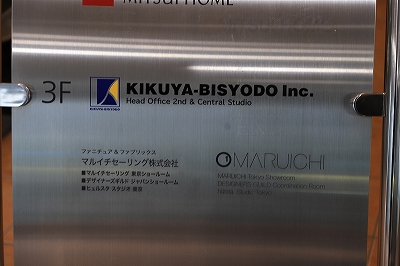 MITSUI HOME
3F
KIKUYA-BISYODO Inc.
Head Office 2nd & Central Studio
ファニチュア&ファブリックス
マルイチセーリング株式会社
■マルイチセーリング 東京ショールーム
■デザイナーズギルド ジャパンショールーム
■ヒュルスタ スタジオ 東京
MARUICHI
MARUICHI Tokyo Showroom
DESIGNERS GUILD Coordination Room